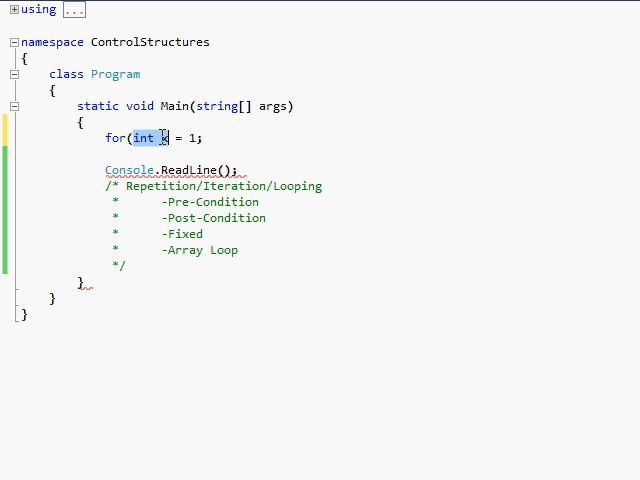 using ...
namespace ControlStructures
{
class Program
{
static void Main(string[] args)
{
for(int x = 1;
Console.ReadLine();
/* Repetition/Iteration/Looping
* -Pre-Condition
* -Post-Condition
* -Fixed
* -Array Loop
*/
}
}
}